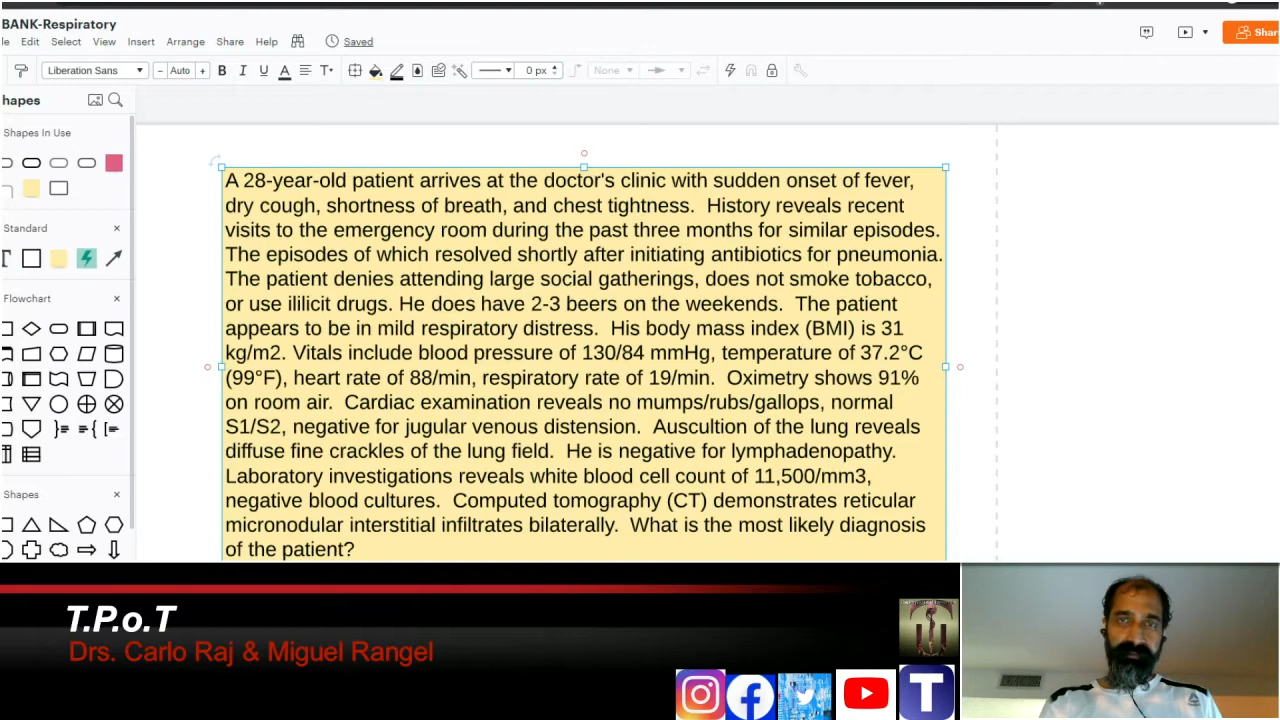 BANK-Respiratory
Edit Select View Insert Arrange Share Help Saved
Shar
Liberation Sans Auto B I U A T 0 px None
hapes
Shapes In Use
A 28-year-old patient arrives at the doctor's clinic with sudden onset of fever,
dry cough, shortness of breath, and chest tightness. History reveals recent
visits to the emergency room during the past three months for similar episodes.
The episodes of which resolved shortly after initiating antibiotics for pneumonia.
The patient denies attending large social gatherings, does not smoke tobacco,
or use ililicit drugs. He does have 2-3 beers on the weekends. The patient
appears to be in mild respiratory distress. His body mass index (BMI) is 31
kg/m2. Vitals include blood pressure of 130/84 mmHg, temperature of 37.2°C
(99°F), heart rate of 88/min, respiratory rate of 19/min. Oximetry shows 91%
on room air. Cardiac examination reveals no mumps/rubs/gallops, normal
S1/S2, negative for jugular venous distension. Auscultion of the lung reveals
diffuse fine crackles of the lung field. He is negative for lymphadenopathy.
Laboratory investigations reveals white blood cell count of 11,500/mm3,
negative blood cultures. Computed tomography (CT) demonstrates reticular
micronodular interstitial infiltrates bilaterally. What is the most likely diagnosis
of the patient?
Standard
Flowchart
Shapes
T.P.o.T
Drs. Carlo Raj & Miguel Rangel
T